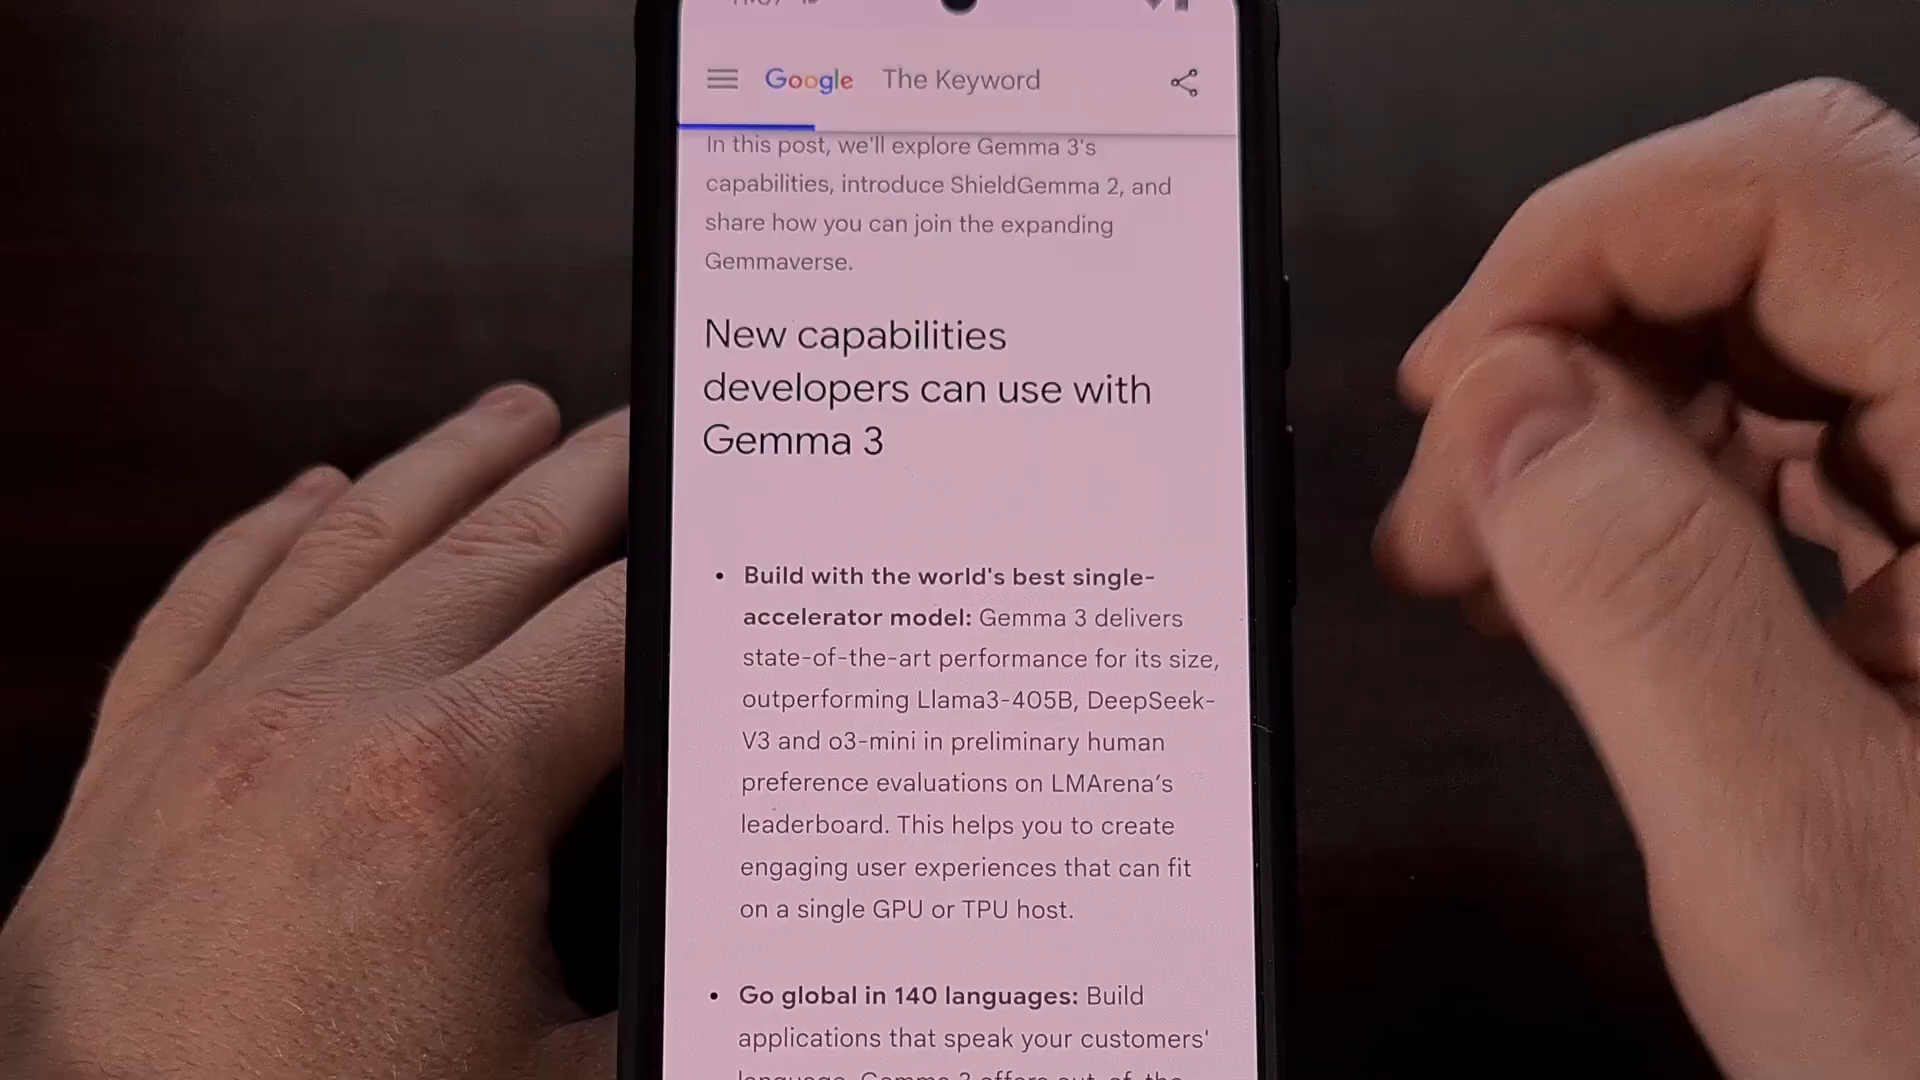 Google The Keyword
In this post, we'll explore Gemma 3's
capabilities, introduce ShieldGemma 2, and
share how you can join the expanding
Gemmaverse.
New capabilities
developers can use with
Gemma 3
• Build with the world's best single-
accelerator model: Gemma 3 delivers
state-of-the-art performance for its size,
outperforming Llama3-405B, DeepSeek-
V3 and o3-mini in preliminary human
preference evaluations on LMArena’s
leaderboard. This helps you to create
engaging user experiences that can fit
on a single GPU or TPU host.
• Go global in 140 languages: Build
applications that speak your customers'